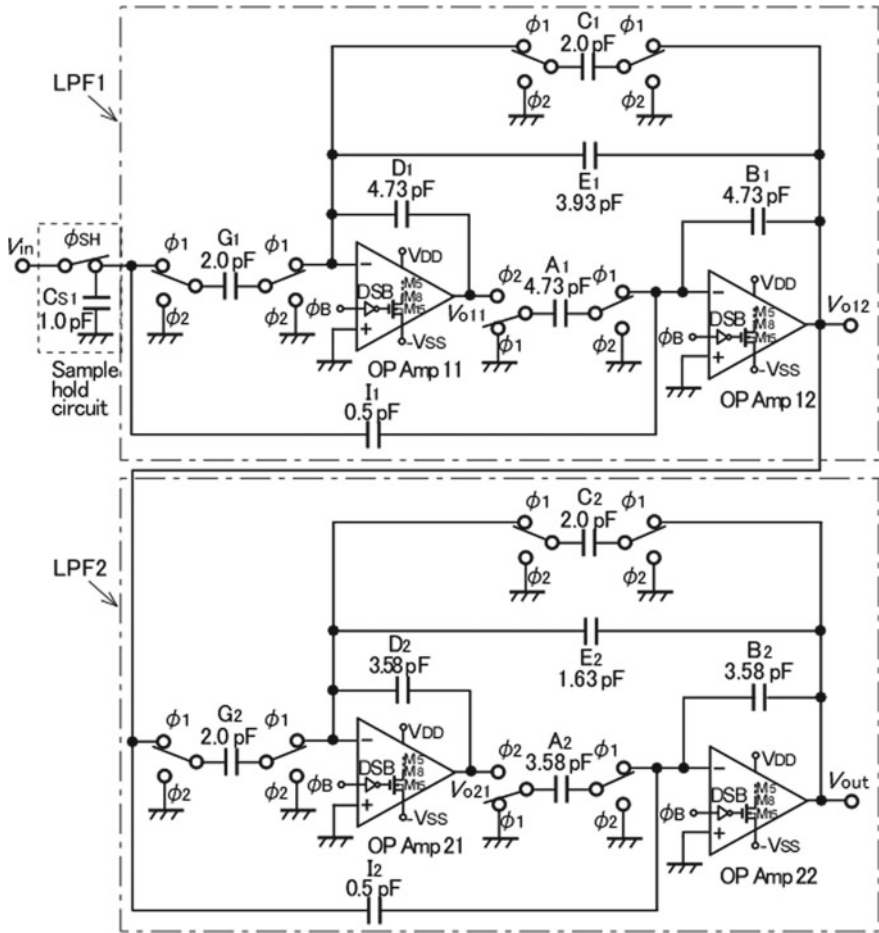 C1
2.0 pF
ϕ1
ϕ1
ϕ2
ϕ2
LPF1
E1
3.93 pF
D1
4.73 pF
B1
4.73 pF
Vin
ϕSH
CS1
1.0 pF
Sample
hold
circuit
ϕ1
G1
2.0 pF
ϕ1
ϕ2
ϕ2
VDD
M5
M8
M15
DSB
ϕB
-VSS
OP Amp 11
Vo11
ϕ2
ϕ1
A1
4.73 pF
ϕ1
ϕ2
VDD
M5
M8
M15
DSB
ϕB
-VSS
OP Amp 12
Vo12
I1
0.5 pF
LPF2
C2
2.0 pF
ϕ1
ϕ1
ϕ2
ϕ2
E2
1.63 pF
D2
3.58 pF
B2
3.58 pF
ϕ1
G2
2.0 pF
ϕ1
ϕ2
ϕ2
VDD
M5
M8
M15
DSB
ϕB
-VSS
OP Amp 21
Vo21
ϕ2
ϕ1
A2
3.58 pF
ϕ1
ϕ2
VDD
M5
M8
M15
DSB
ϕB
-VSS
OP Amp 22
Vout
I2
0.5 pF